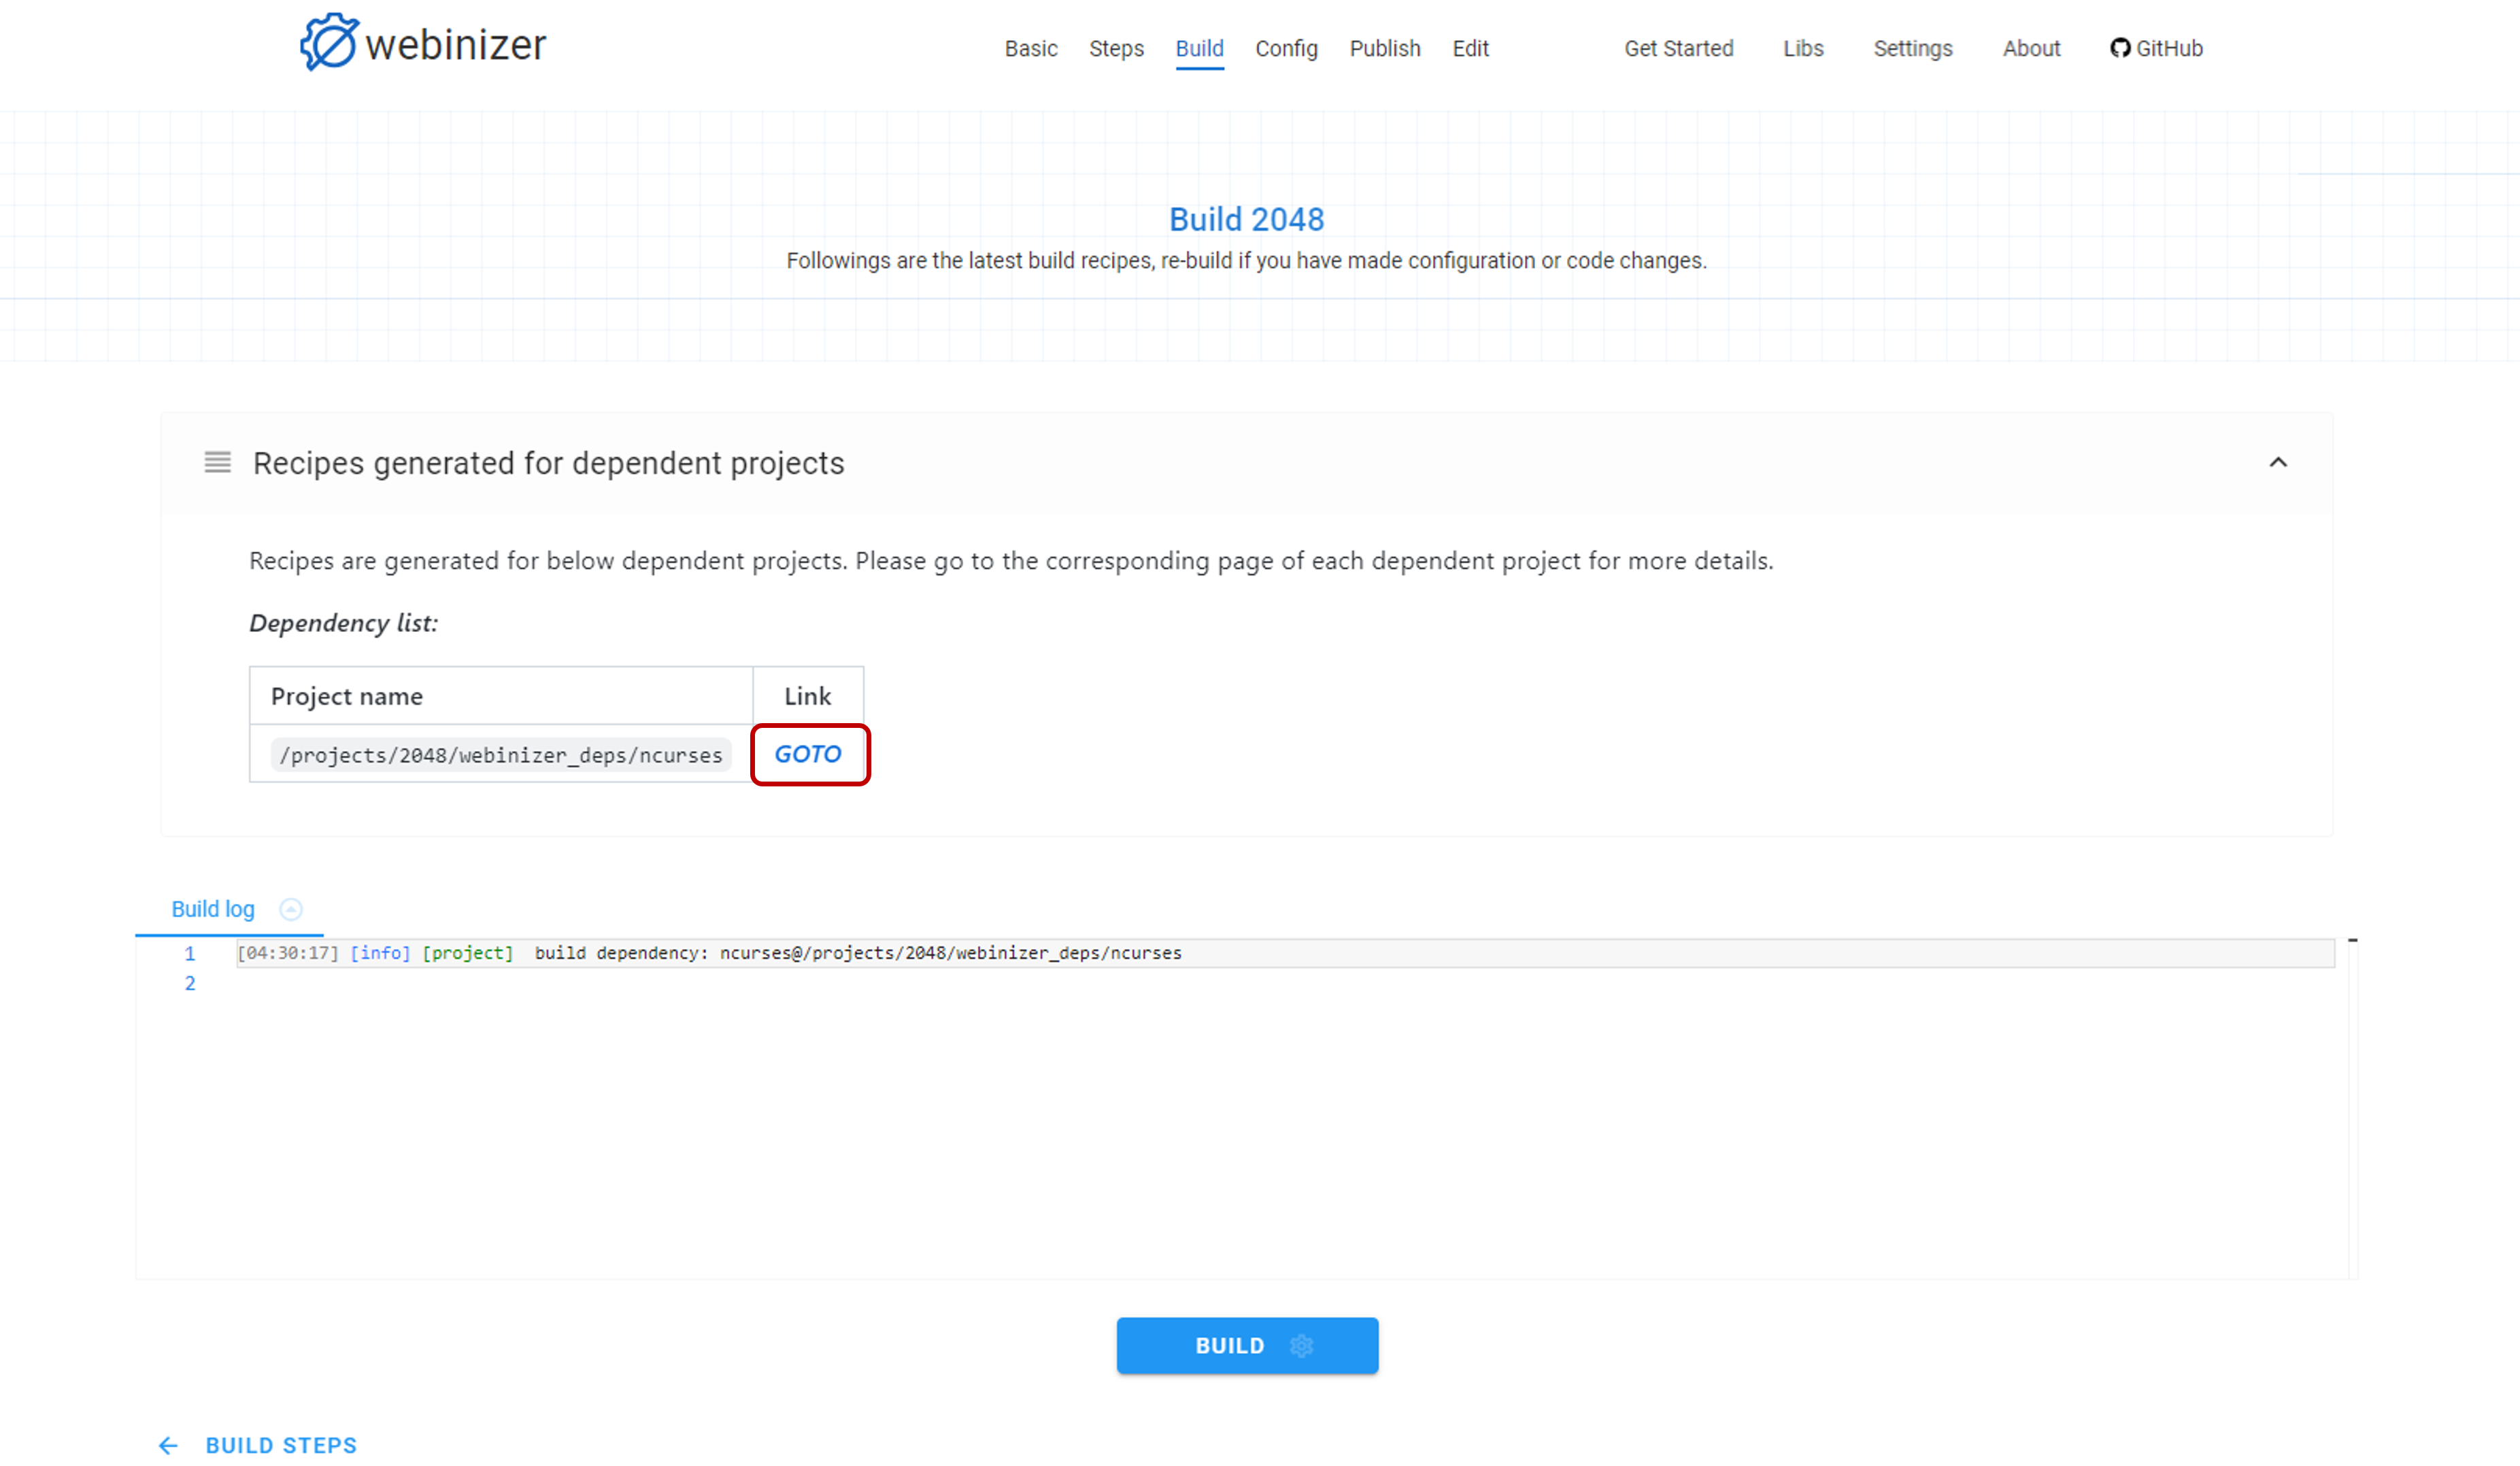 webinizer
Basic Steps Build Config Publish Edit Get Started Libs Settings About GitHub
Build 2048
Followings are the latest build recipes, re-build if you have made configuration or code changes.
Recipes generated for dependent projects
Recipes are generated for below dependent projects. Please go to the corresponding page of each dependent project for more details.
Dependency list:
Project name Link
/projects/2048/webinizer_deps/ncurses GOTO
Build log
1 [04:30:17] [info] [project] build dependency: ncurses@/projects/2048/webinizer_deps/ncurses
2
BUILD
BUILD STEPS